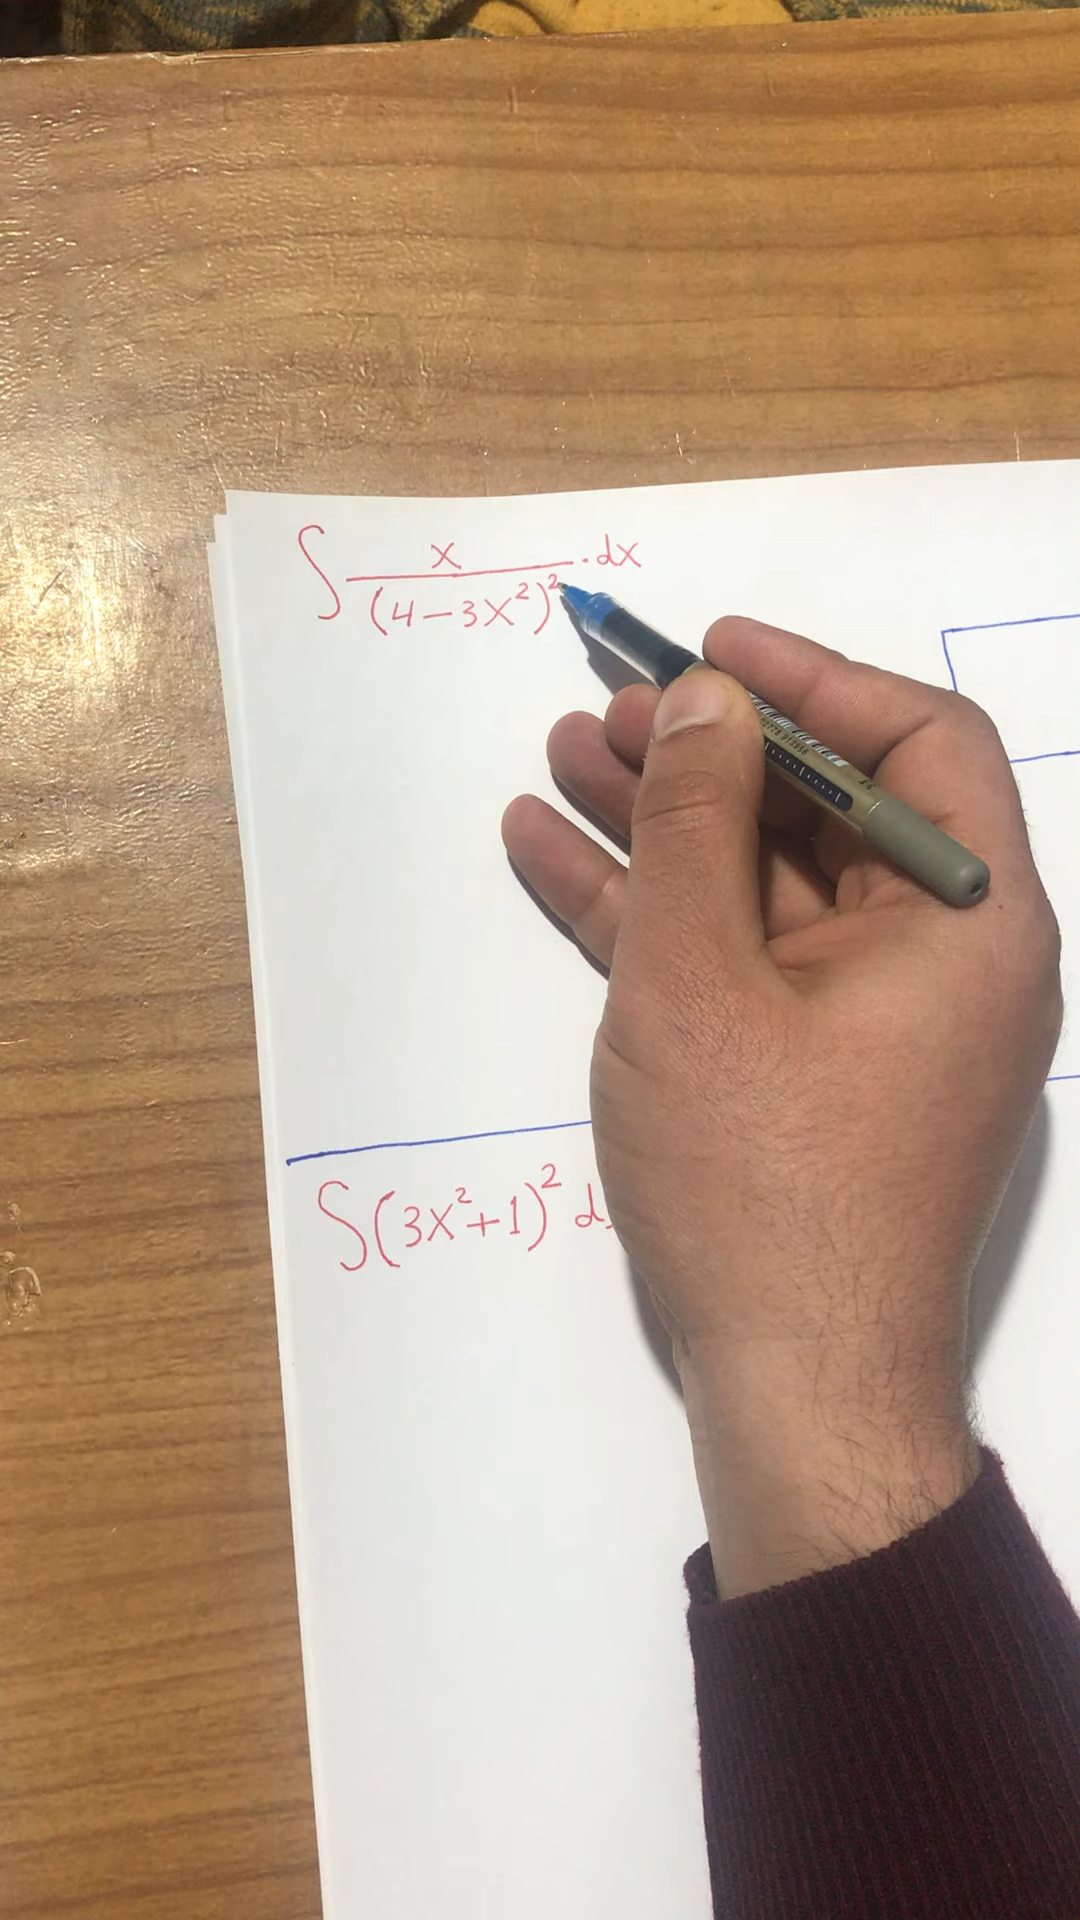 ∫ x/(4-3x²)² · dx
∫(3x²+1)² d